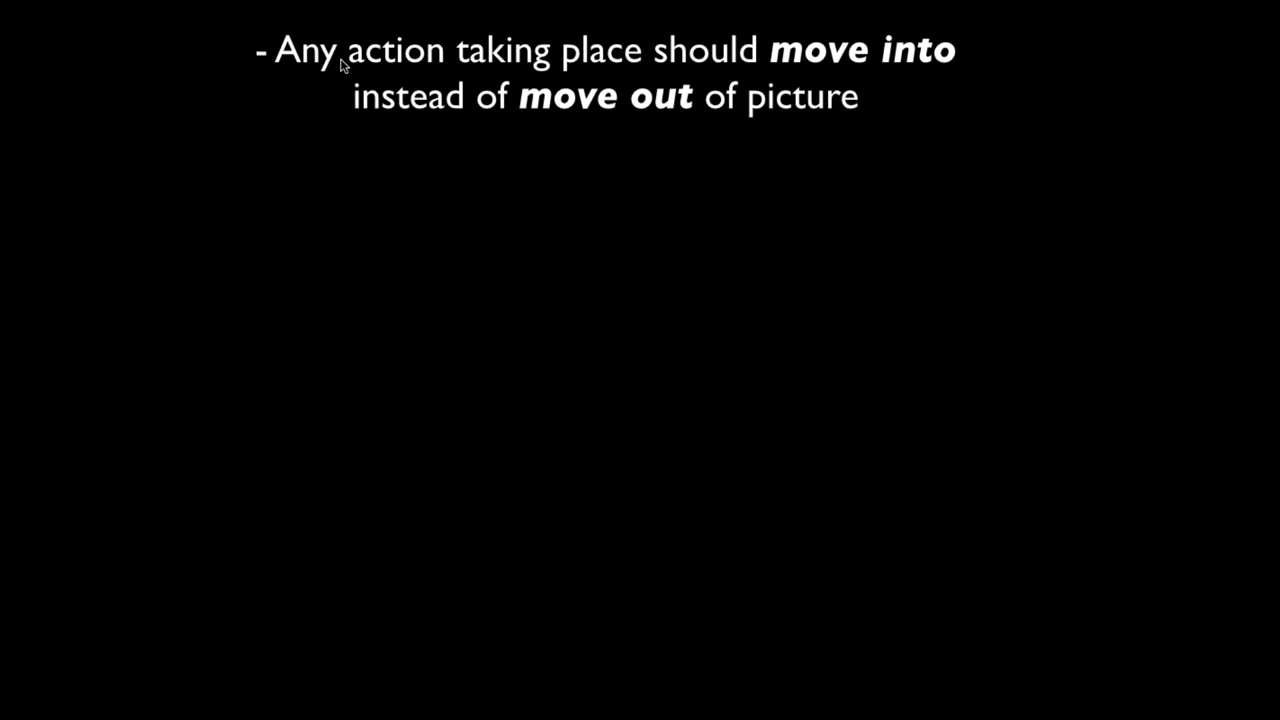 - Any action taking place should move into
instead of move out of picture